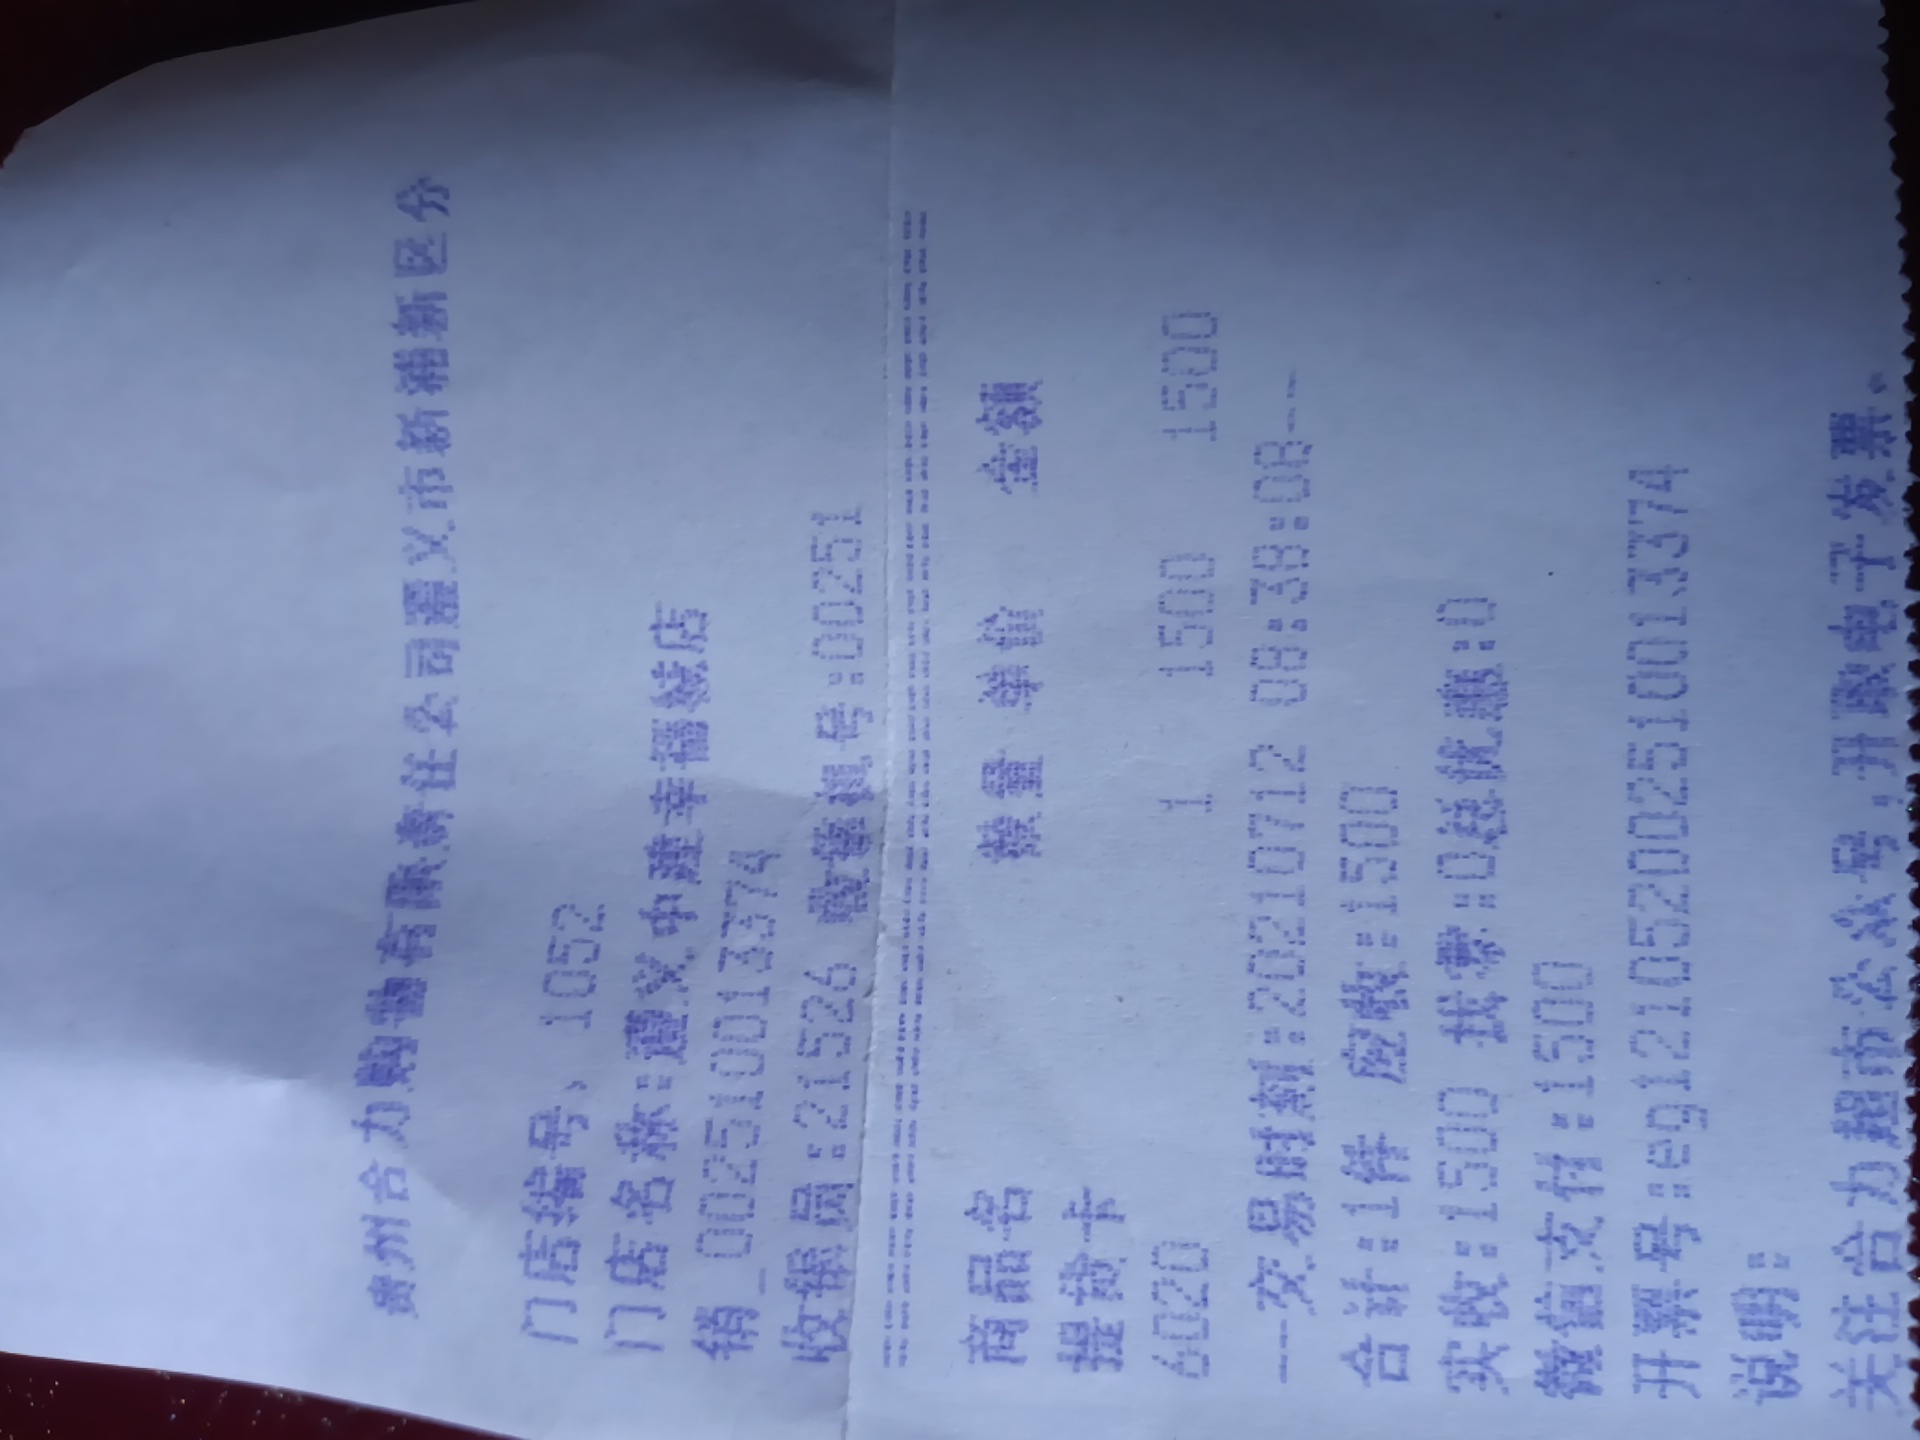 贵州合力购物有限责任公司遵义市新浦新区分
门店编号，1052
门店名称:遵义中建幸福城店
销_002510013374
收银员:21526 收银机号:00251
================================
商品名 数量 单价 金额
提货卡
6020 1 1500 1500
---交易时刻:20210712 08:38:08---
合计:1件 应收:1500
实收:1500 找零:0总优惠:0
微信支付:1500
开票号:eg121052002510013374
说明:
关注合力超市公众号,开取电子发票。